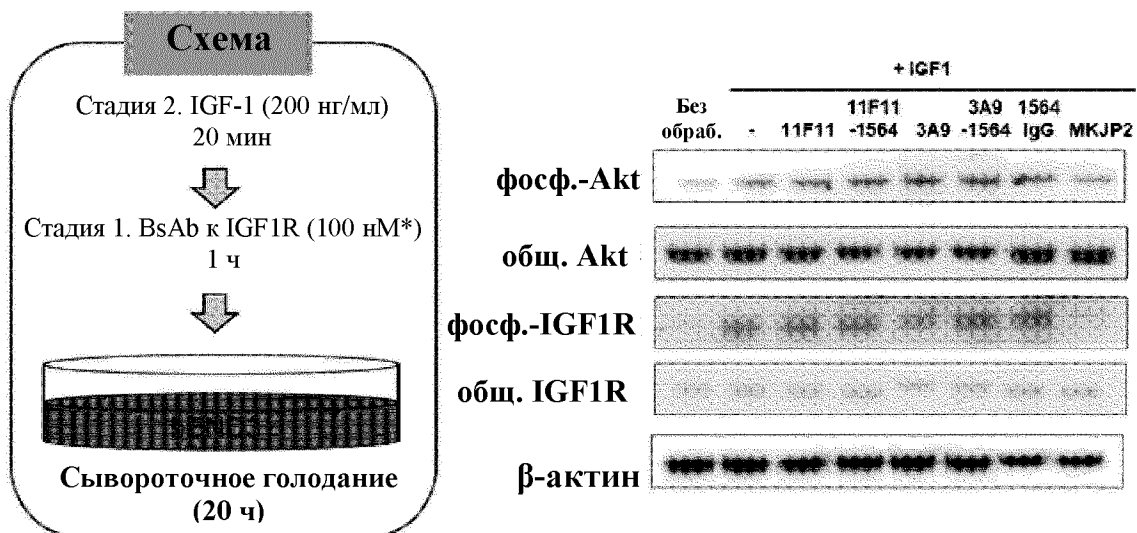 Схема
Стадия 2. IGF-1 (200 нг/мл)
20 мин
Стадия 1. BsAb к IGF1R (100 нМ*)
1 ч
Сывороточное голодание
(20 ч)
+ IGF1
Без обраб.
-
11F11
11F11 -1564
3A9
3A9 -1564
1564 IgG
MKJP2
фосф.-Akt
общ. Akt
фосф.-IGF1R
общ. IGF1R
β-актин